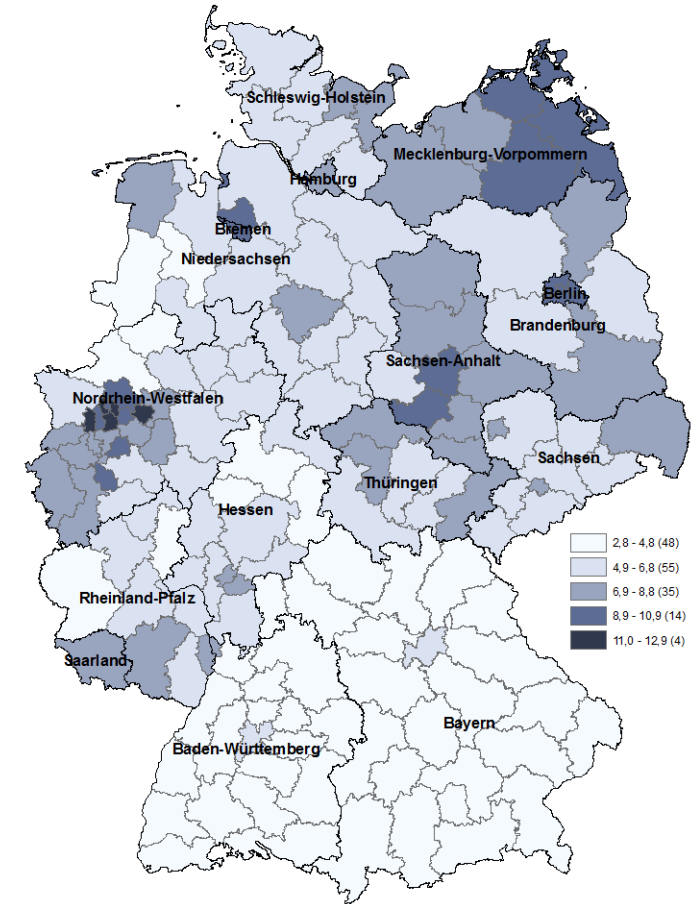 Schleswig-Holstein
Mecklenburg-Vorpommern
Hamburg
Bremen
Niedersachsen
Berlin
Brandenburg
Sachsen-Anhalt
Nordrhein-Westfalen
Sachsen
Thüringen
Hessen
2,8 - 4,8 (48)
4,9 - 6,8 (55)
6,9 - 8,8 (35)
8,9 - 10,9 (14)
11,0 - 12,9 (4)
Rheinland-Pfalz
Saarland
Bayern
Baden-Württemberg